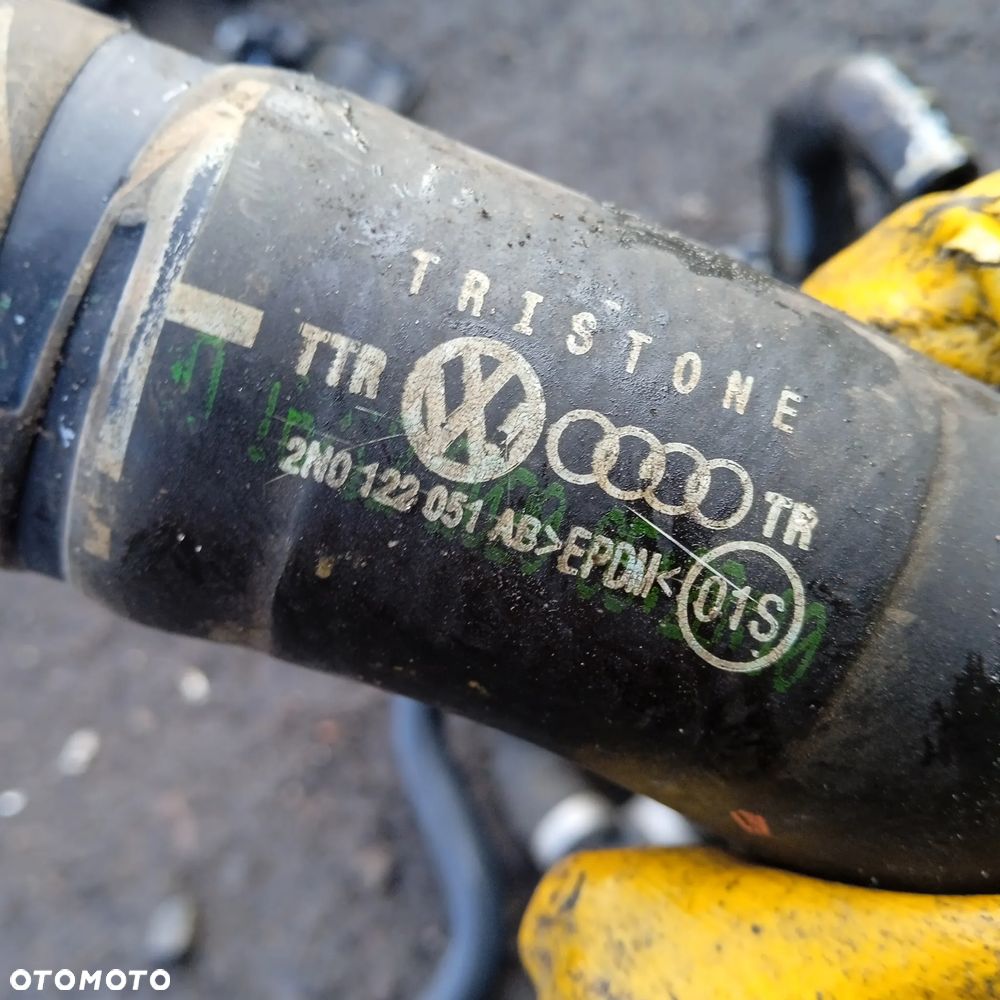 TRISTONE
TTR TR
2N0 122 051 AB >EPDM< 01S
OTOMOTO